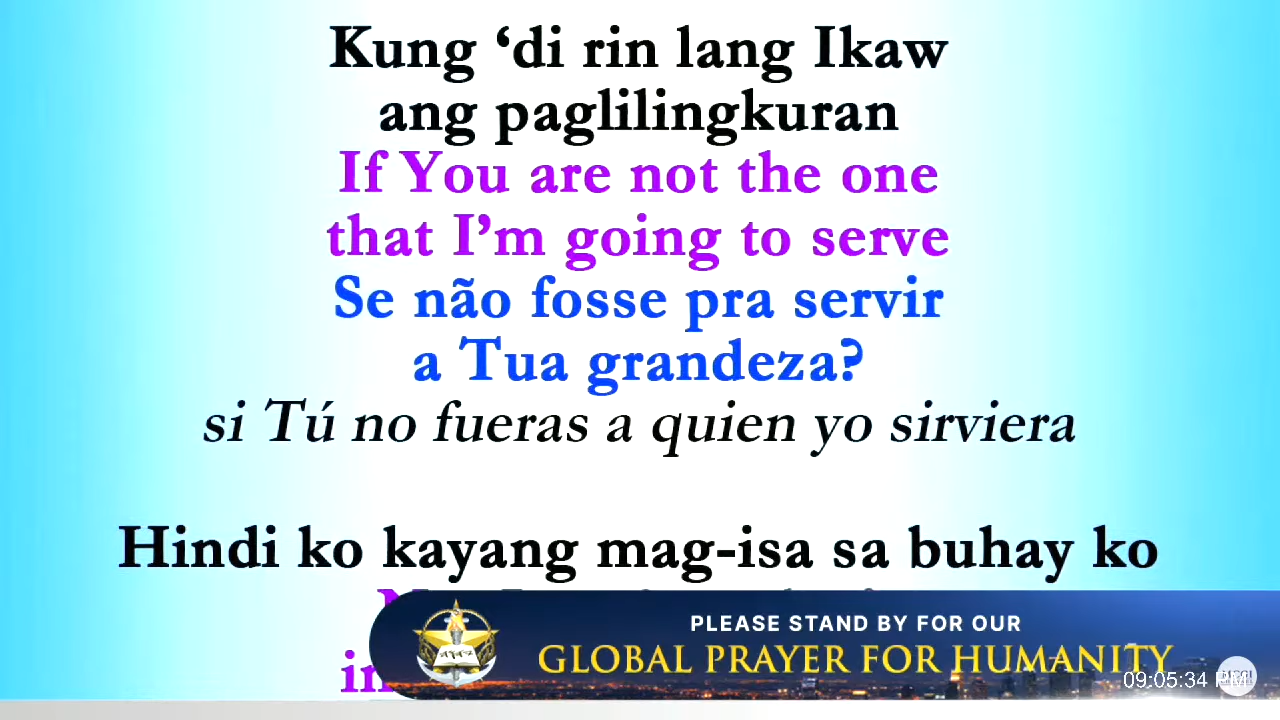 Kung ‘di rin lang Ikaw
ang paglilingkuran
If You are not the one
that I’m going to serve
Se não fosse pra servir
a Tua grandeza?
si Tú no fueras a quien yo sirviera
Hindi ko kayang mag-isa sa buhay ko
PLEASE STAND BY FOR OUR
GLOBAL PRAYER FOR HUMANITY
09:05:34 PM